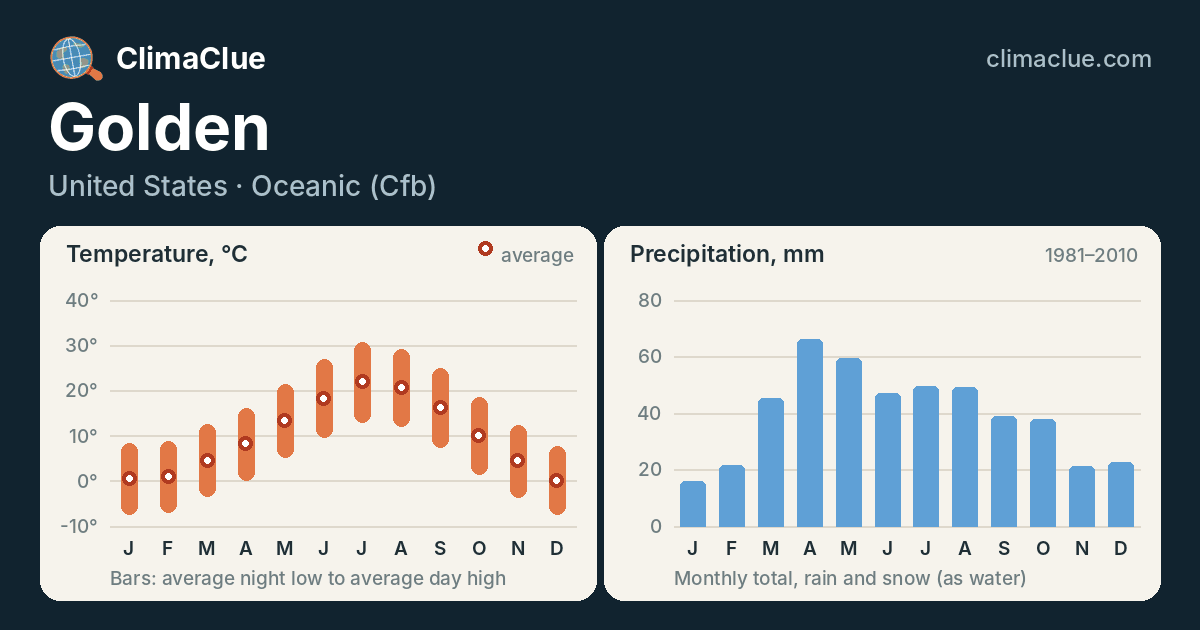 ClimaClue
climaclue.com
Golden
United States · Oceanic (Cfb)
Temperature, °C
average
40°
30°
20°
10°
0°
-10°
J F M A M J J A S O N D
Bars: average night low to average day high
Precipitation, mm
1981–2010
80
60
40
20
0
J F M A M J J A S O N D
Monthly total, rain and snow (as water)